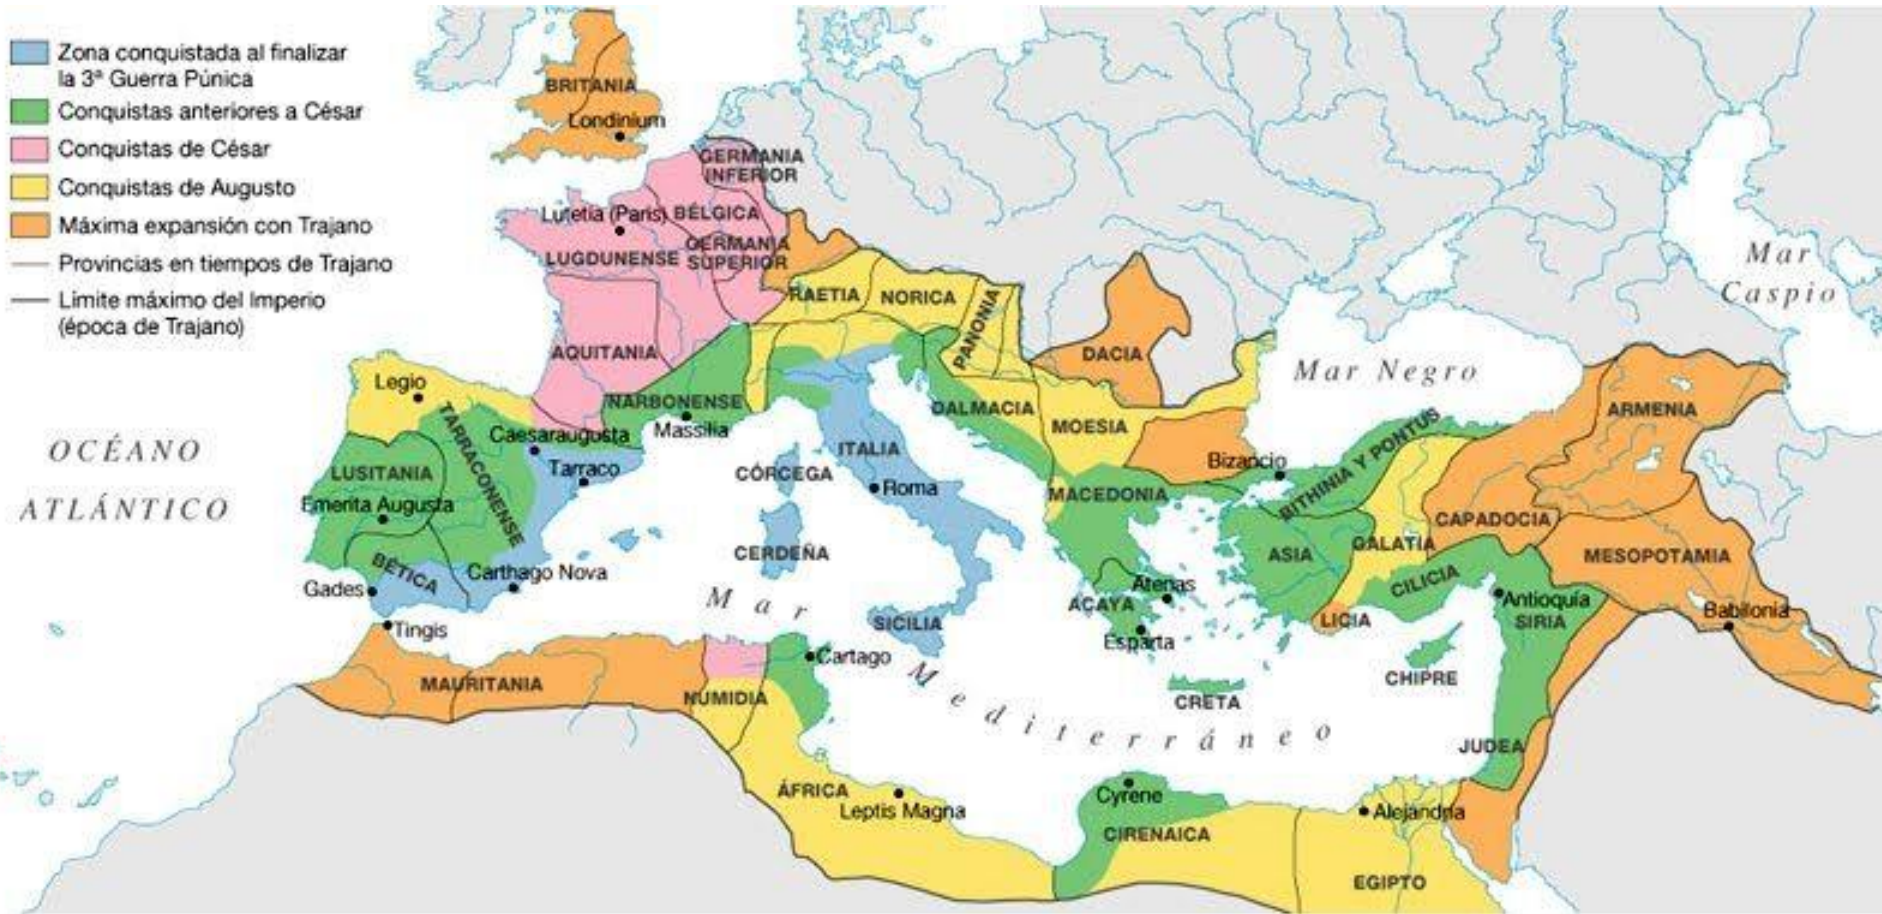 Zona conquistada al finalizar
la 3ª Guerra Púnica
Conquistas anteriores a César
Conquistas de César
Conquistas de Augusto
Máxima expansión con Trajano
Provincias en tiempos de Trajano
Límite máximo del Imperio
(época de Trajano)
BRITANIA
Londinium
GERMANIA
INFERIOR
Lutetia (Paris)
BÉLGICA
LUGDUNENSE
GERMANIA
SUPERIOR
AQUITANIA
RAETIA
NORICA
PANONIA
DACIA
Mar
Caspio
Mar Negro
Legio
TARRACONENSE
NARBONENSE
Massilia
DALMACIA
MOESIA
ARMENIA
OCÉANO
ATLÁNTICO
Caesaraugusta
Tarraco
LUSITANIA
Emerita Augusta
CÓRCEGA
ITALIA
Roma
MACEDONIA
Bizancio
BITHINIA Y PONTUS
CAPADOCIA
GALATIA
ASIA
MESOPOTAMIA
BÉTICA
Carthago Nova
Gades
CERDEÑA
Tingis
Mar
Mediterráneo
SICILIA
Cartago
ACAYA
Atenas
Esparta
LICIA
CILICIA
Antioquía
SIRIA
Babilonia
MAURITANIA
NUMIDIA
CRETA
CHIPRE
JUDEA
ÁFRICA
Leptis Magna
Cyrene
CIRENAICA
Alejandria
EGIPTO